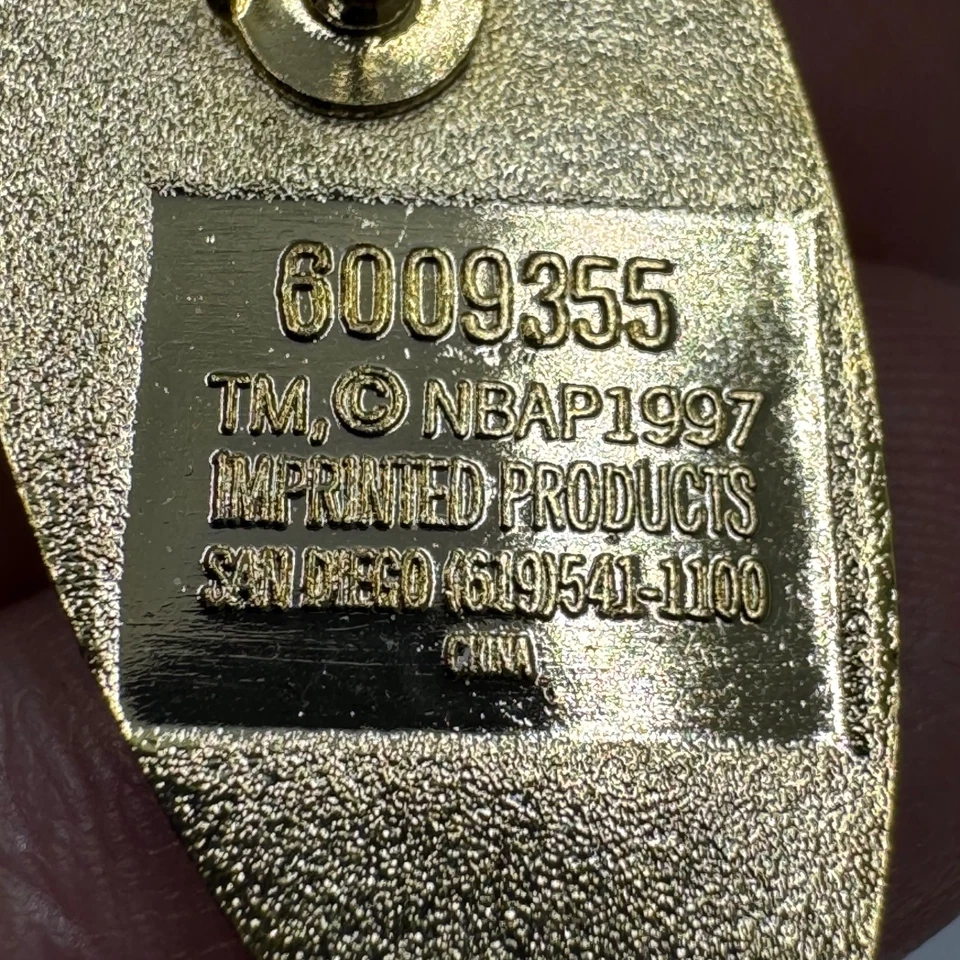 6009355
TM, © NBAP1997
IMPRINTED PRODUCTS
SAN DIEGO (619)541-1100
CHINA